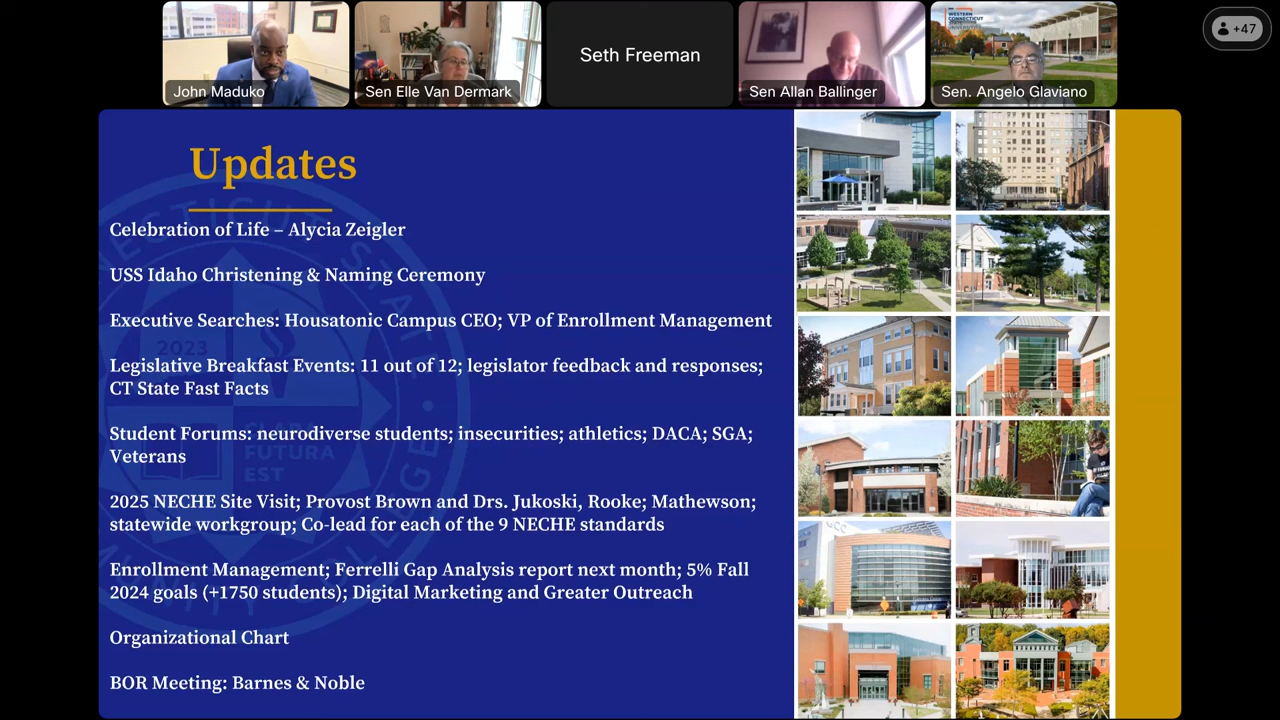 WESTERN
CONNECTICUT
+47
Seth Freeman
John Maduko
Sen Elle Van Dermark
Sen Allan Ballinger
Sen. Angelo Glaviano
Updates
Celebration of Life – Alycia Zeigler
USS Idaho Christening & Naming Ceremony
Executive Searches: Housatonic Campus CEO; VP of Enrollment Management
2023
Legislative Breakfast Events: 11 out of 12; legislator feedback and responses;
CT State Fast Facts
Student Forums: neurodiverse students; insecurities; athletics; DACA; SGA;
Veterans
FUTURA
EST
2025 NECHE Site Visit; Provost Brown and Drs. Jukoski, Rooke; Mathewson;
statewide workgroup; Co-lead for each of the 9 NECHE standards
Enrollment Management; Ferrelli Gap Analysis report next month; 5% Fall
2024 goals (+1750 students); Digital Marketing and Greater Outreach
Organizational Chart
BOR Meeting: Barnes & Noble